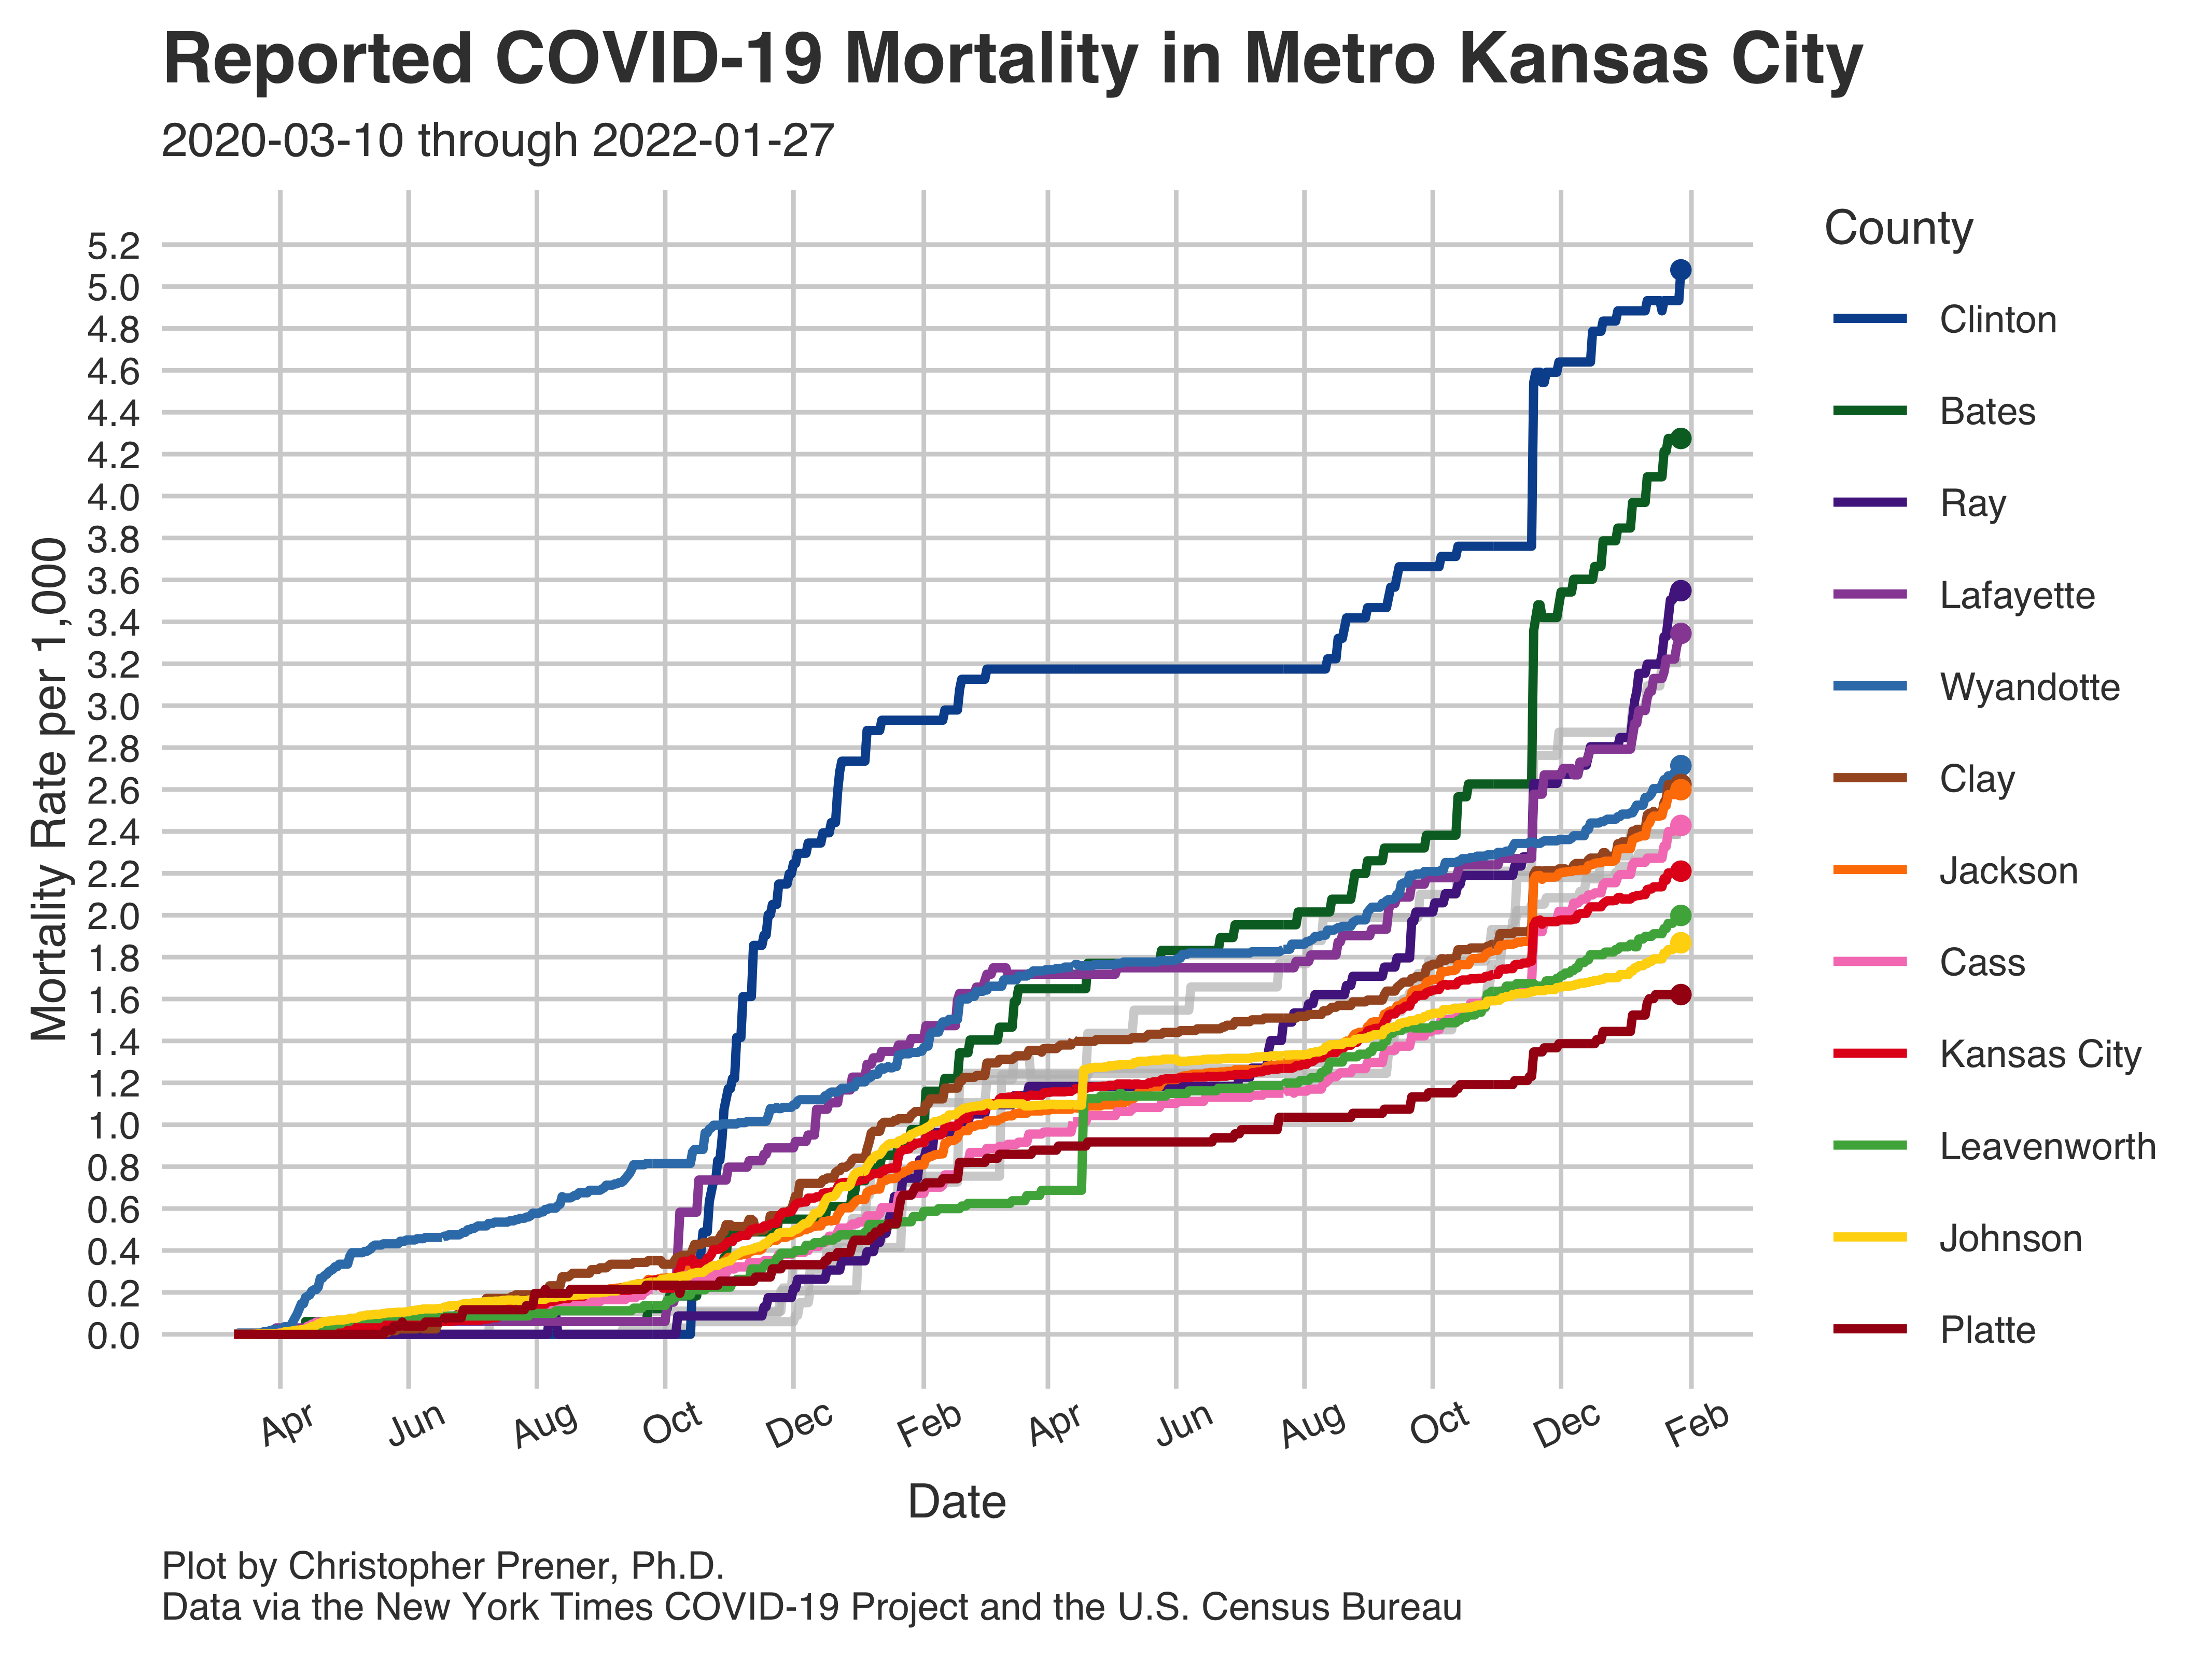 Reported COVID-19 Mortality in Metro Kansas City
2020-03-10 through 2022-01-27
Mortality Rate per 1,000
5.2
5.0
4.8
4.6
4.4
4.2
4.0
3.8
3.6
3.4
3.2
3.0
2.8
2.6
2.4
2.2
2.0
1.8
1.6
1.4
1.2
1.0
0.8
0.6
0.4
0.2
0.0
Apr Jun Aug Oct Dec Feb Apr Jun Aug Oct Dec Feb
Date
County
Clinton
Bates
Ray
Lafayette
Wyandotte
Clay
Jackson
Cass
Kansas City
Leavenworth
Johnson
Platte
Plot by Christopher Prener, Ph.D.
Data via the New York Times COVID-19 Project and the U.S. Census Bureau